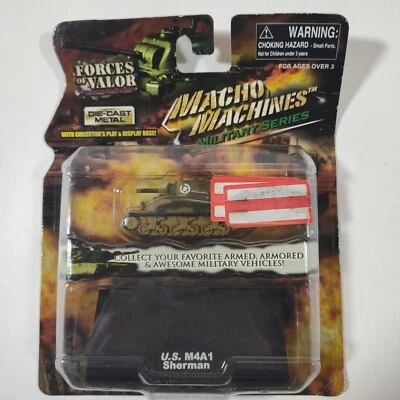 FORCES
OF VALOR
DIE-CAST
METAL
WITH COLLECTOR'S PLAY & DISPLAY BASE!
WARNING:
CHOKING HAZARD - Small Parts.
Not for Children under 3 years
FOR AGES OVER 3
MACHO
MACHINES™
MILITARY SERIES
COLLECT YOUR FAVORITE ARMED, ARMORED
& AWESOME MILITARY VEHICLES!
U.S. M4A1
Sherman